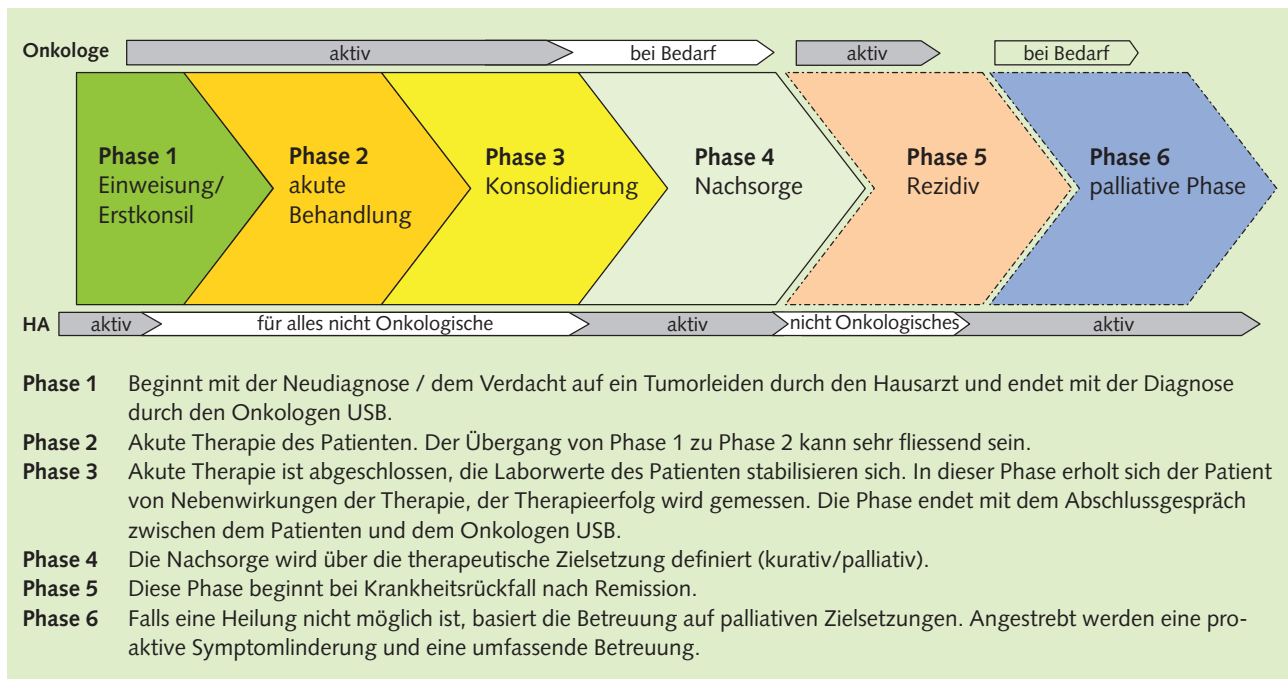 Onkologe aktiv bei Bedarf aktiv bei Bedarf
Phase 1
Einweisung/
Erstkonsil
Phase 2
akute
Behandlung
Phase 3
Konsolidierung
Phase 4
Nachsorge
Phase 5
Rezidiv
Phase 6
palliative Phase
HA aktiv für alles nicht Onkologische aktiv nicht Onkologisches aktiv
Phase 1 Beginnt mit der Neudiagnose / dem Verdacht auf ein Tumorleiden durch den Hausarzt und endet mit der Diagnose
durch den Onkologen USB.
Phase 2 Akute Therapie des Patienten. Der Übergang von Phase 1 zu Phase 2 kann sehr fliessend sein.
Phase 3 Akute Therapie ist abgeschlossen, die Laborwerte des Patienten stabilisieren sich. In dieser Phase erholt sich der Patient
von Nebenwirkungen der Therapie, der Therapieerfolg wird gemessen. Die Phase endet mit dem Abschlussgespräch
zwischen dem Patienten und dem Onkologen USB.
Phase 4 Die Nachsorge wird über die therapeutische Zielsetzung definiert (kurativ/palliativ).
Phase 5 Diese Phase beginnt bei Krankheitsrückfall nach Remission.
Phase 6 Falls eine Heilung nicht möglich ist, basiert die Betreuung auf palliativen Zielsetzungen. Angestrebt werden eine pro-
aktive Symptomlinderung und eine umfassende Betreuung.